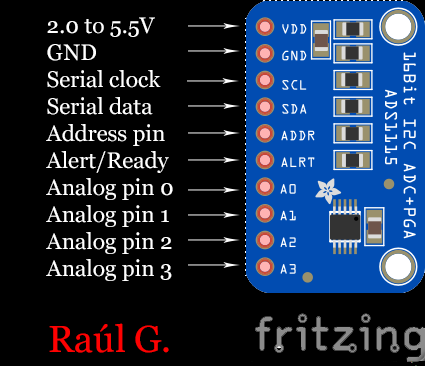 2.0 to 5.5V
GND
Serial clock
Serial data
Address pin
Alert/Ready
Analog pin 0
Analog pin 1
Analog pin 2
Analog pin 3
VDD
GND
SCL
SDA
ADDR
ALRT
A0
A1
A2
A3
16Bit I2C ADC+PGA
ADS1115
Raúl G.
fritzing